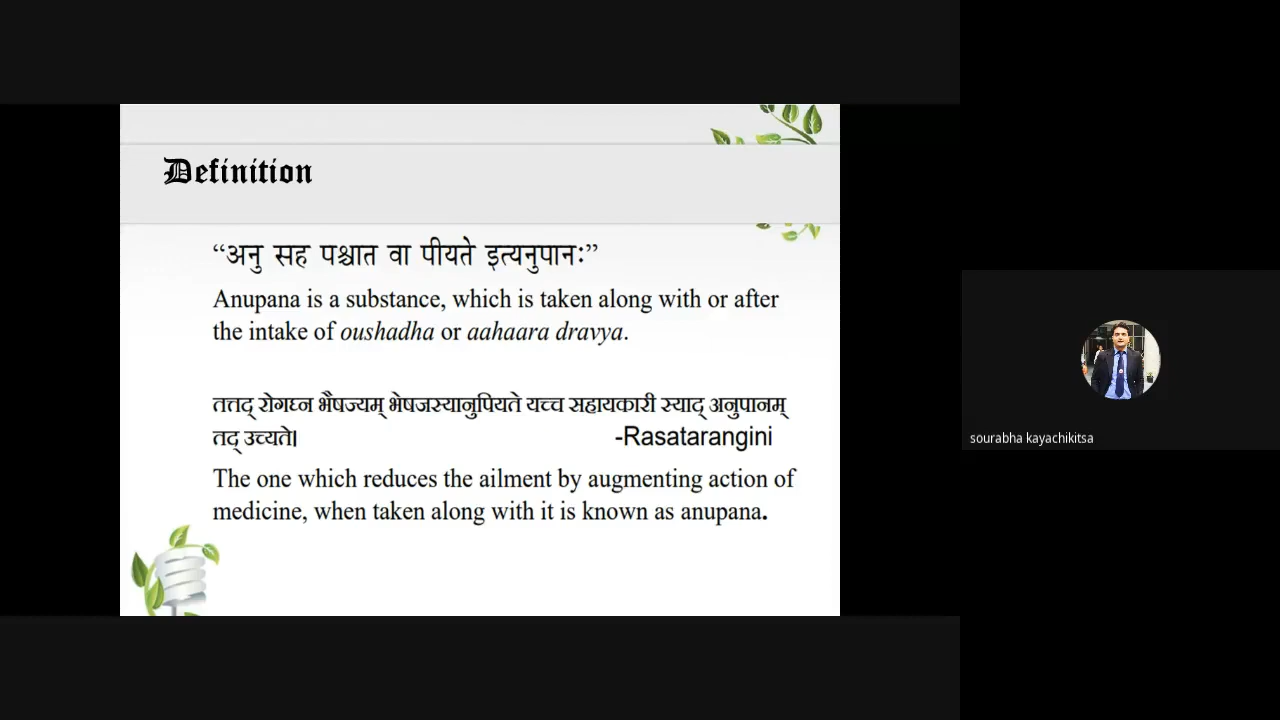 Definition
“अनु सह पश्चात वा पीयते इत्यनुपानः”
Anupana is a substance, which is taken along with or after
the intake of oushadha or aahaara dravya.
तत्तद् रोगघ्न भैषज्यम् भेषजस्यानुपियते यच्च सहायकारी स्याद् अनुपानम्
तद् उच्यते।
-Rasatarangini
The one which reduces the ailment by augmenting action of
medicine, when taken along with it is known as anupana.
sourabha kayachikitsa